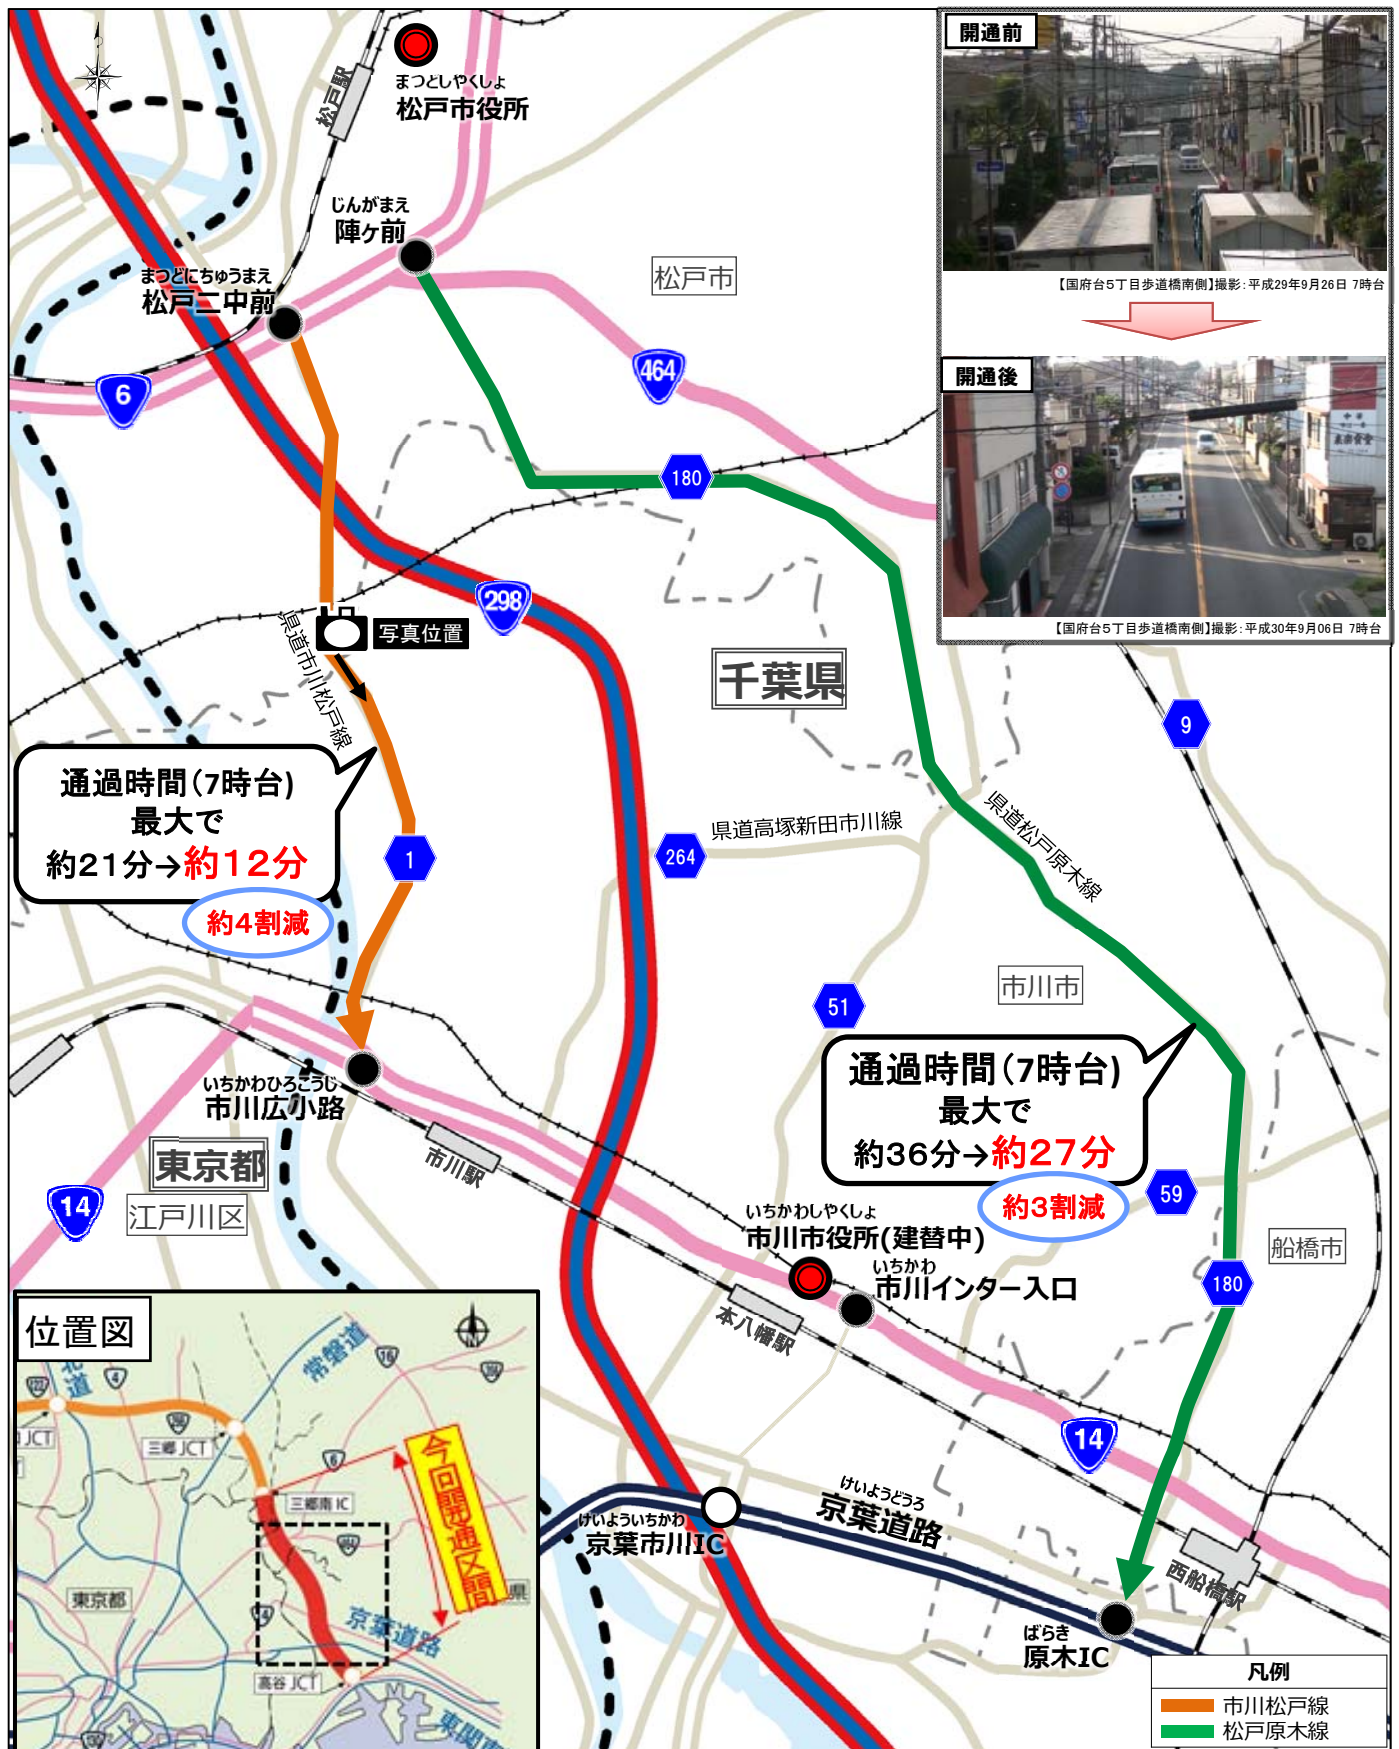 開通前
【国府台5丁目歩道橋南側】撮影：平成29年9月26日 7時台
開通後
【国府台5丁目歩道橋南側】撮影：平成30年9月06日 7時台
松戸駅
まつどしやくしょ
松戸市役所
じんがまえ
陣ヶ前
松戸市
まつどにちゅうまえ
松戸二中前
6
464
180
298
写真位置
県道市川松戸線
千葉県
9
通過時間（7時台）
最大で
約21分→約12分
約4割減
1
264
県道高塚新田市川線
県道松戸原木線
市川市
51
通過時間（7時台）
最大で
約36分→約27分
約3割減
59
いちかわひろこうじ
市川広小路
市川駅
東京都
江戸川区
14
いちかわしやくしょ
市川市役所(建替中)
いちかわ
市川インター入口
本八幡駅
船橋市
180
14
けいようどうろ
京葉道路
けいよういちかわ
京葉市川IC
西船橋駅
ばらき
原木IC
位置図
常磐道
16
4
三郷JCT
6
三郷南IC
今回開通区間
東京都
京葉道路
高谷JCT
凡例
市川松戸線
松戸原木線